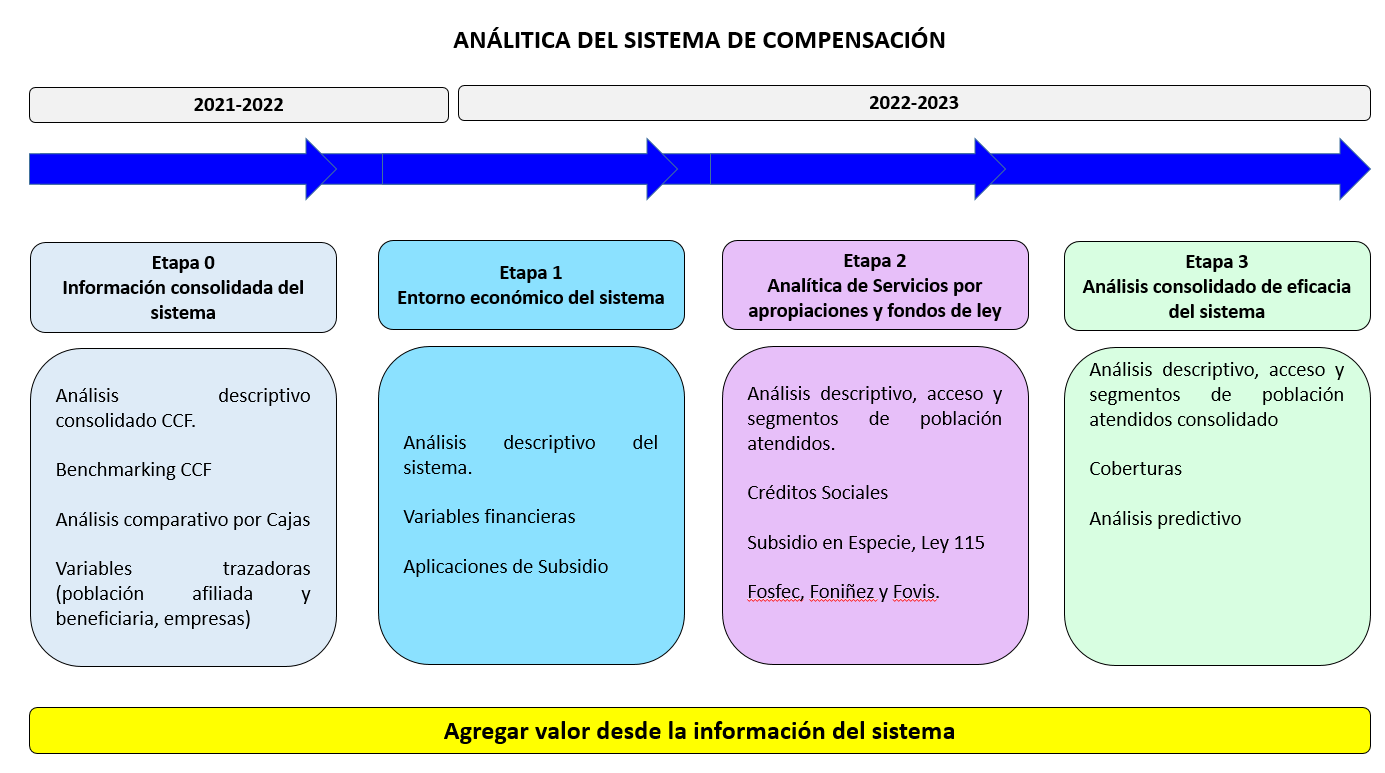 ANÁLITICA DEL SISTEMA DE COMPENSACIÓN
2021-2022
2022-2023
Etapa 0
Información consolidada del
sistema
Etapa 1
Entorno económico del sistema
Etapa 2
Analítica de Servicios por
apropiaciones y fondos de ley
Etapa 3
Análisis consolidado de eficacia
del sistema
Análisis descriptivo
consolidado CCF.
Benchmarking CCF
Análisis comparativo por Cajas
Variables trazadoras
(población afiliada y
beneficiaria, empresas)
Análisis descriptivo del
sistema.
Variables financieras
Aplicaciones de Subsidio
Análisis descriptivo, acceso y
segmentos de población
atendidos.
Créditos Sociales
Subsidio en Especie, Ley 115
Fosfec, Foniñez y Fovis.
Análisis descriptivo, acceso y
segmentos de población
atendidos consolidado
Coberturas
Análisis predictivo
Agregar valor desde la información del sistema